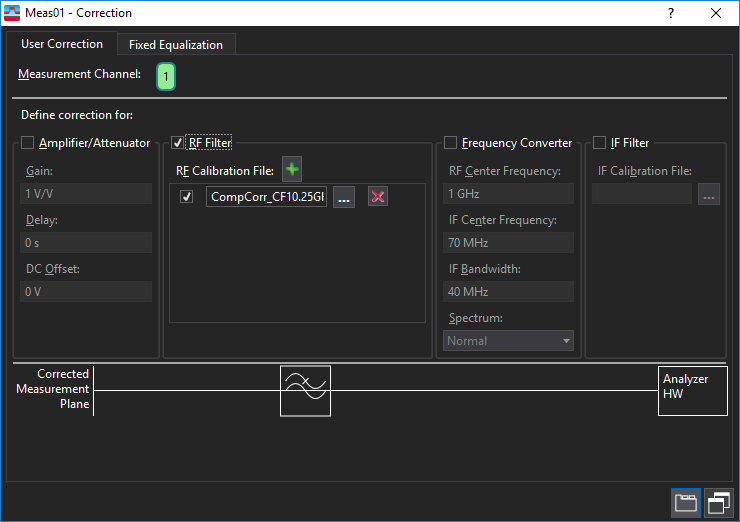 Meas01 - Correction
?
User Correction
Fixed Equalization
Measurement Channel:
1
Define correction for:
Amplifier/Attenuator
Gain:
1 V/V
Delay:
0 s
DC Offset:
0 V
RF Filter
RF Calibration File:
CompCorr_CF10.25G
...
Frequency Converter
RF Center Frequency:
1 GHz
IF Center Frequency:
70 MHz
IF Bandwidth:
40 MHz
Spectrum:
Normal
IF Filter
IF Calibration File:
...
Corrected
Measurement
Plane
Analyzer
HW